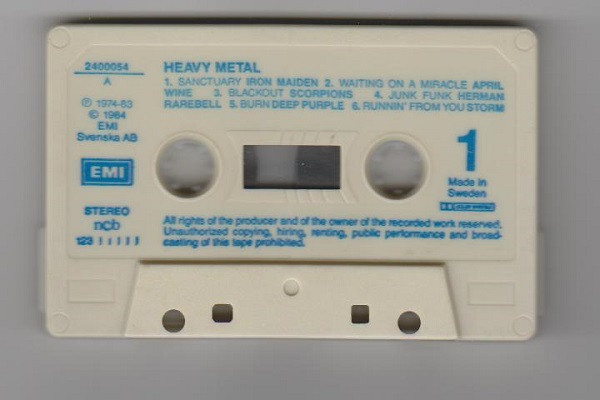 2400054
A
℗ 1974-83
© 1984
EMI
Svenska AB
EMI
STEREO
ncb
123
HEAVY METAL
1. SANCTUARY IRON MAIDEN 2. WAITING ON A MIRACLE APRIL
WINE 3. BLACKOUT SCORPIONS 4. JUNK FUNK HERMAN
RAREBELL 5. BURN DEEP PURPLE 6. RUNNIN' FROM YOU STORM
1
Made in
Sweden
All rights of the producer and of the owner of the recorded work reserved.
Unauthorized copying, hiring, renting, public performance and broad-
casting of this tape prohibited.